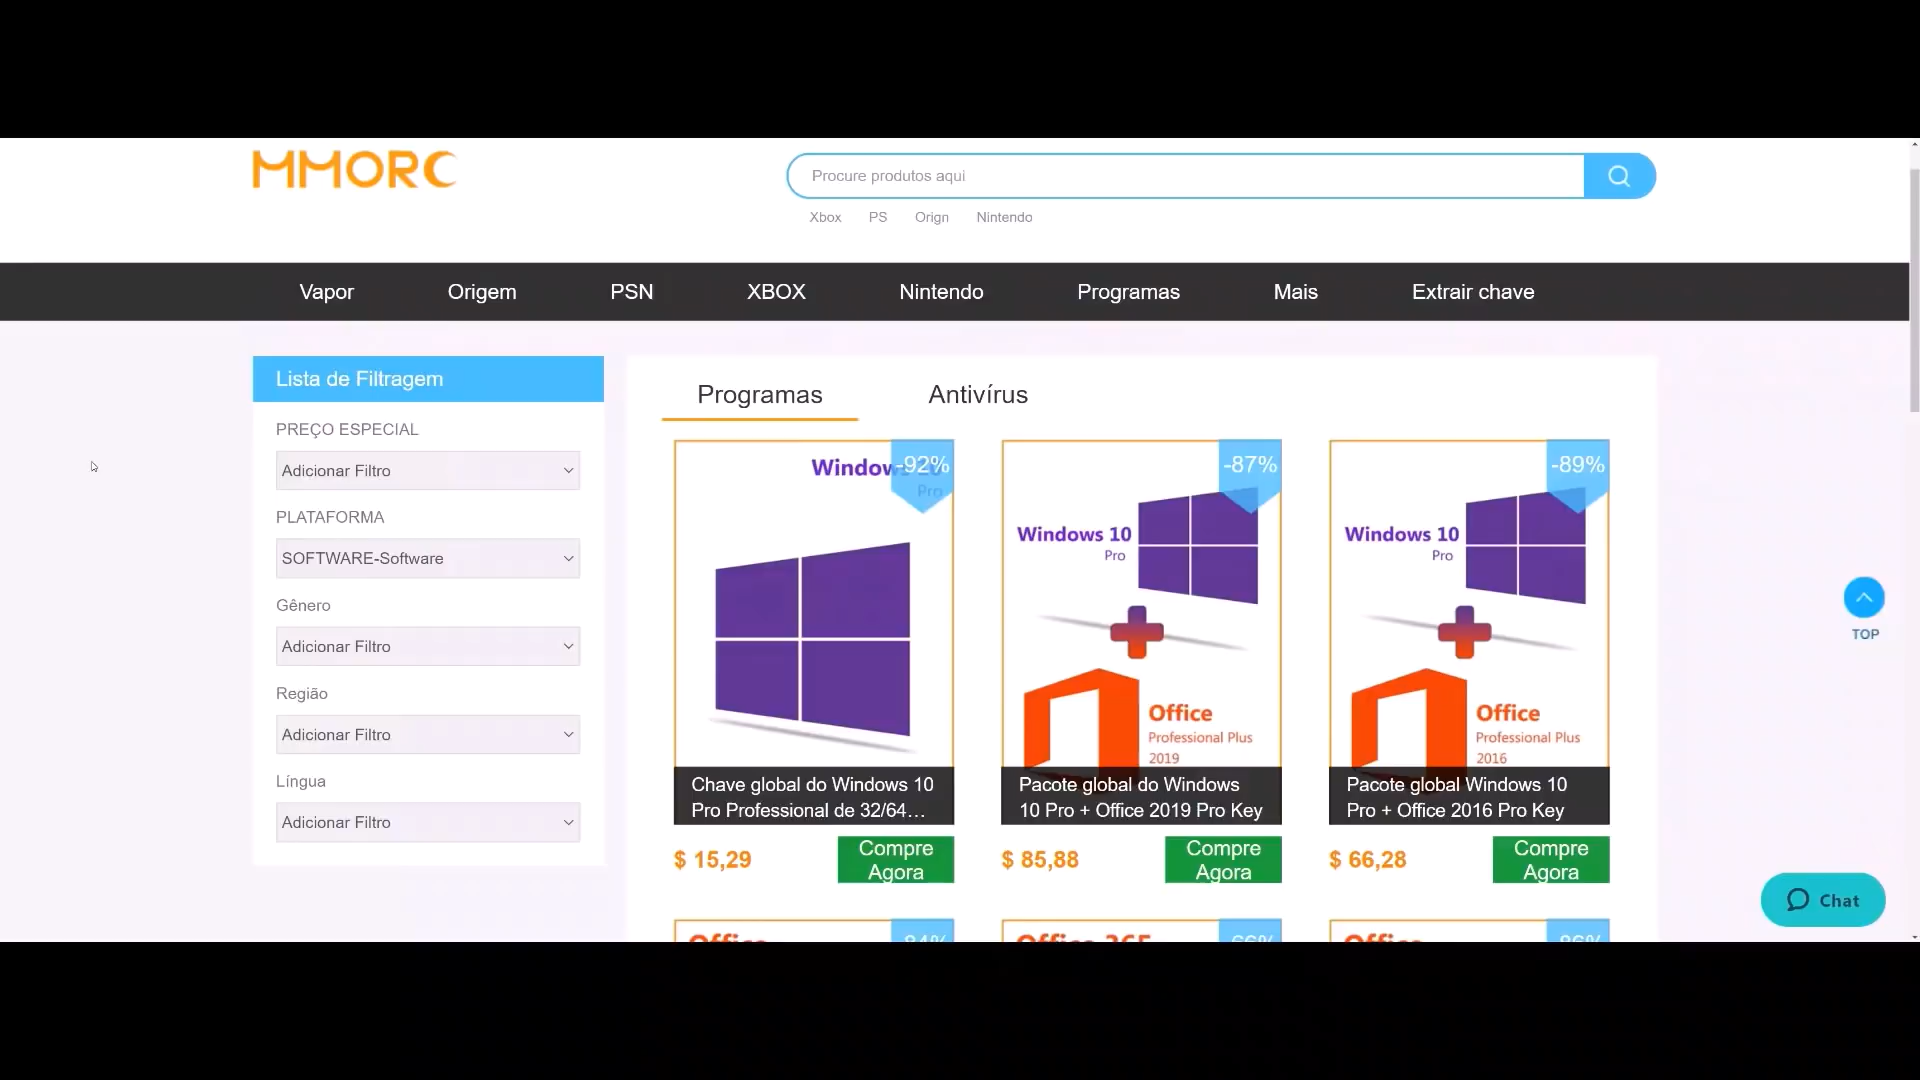 MMORC
Procure produtos aqui
Xbox PS Orign Nintendo
Vapor Origem PSN XBOX Nintendo Programas Mais Extrair chave
Lista de Filtragem
PREÇO ESPECIAL
Adicionar Filtro
PLATAFORMA
SOFTWARE-Software
Gênero
Adicionar Filtro
Região
Adicionar Filtro
Língua
Adicionar Filtro
Programas Antivírus
-92%
Pro
Chave global do Windows 10
Pro Professional de 32/64...
$ 15,29
Compre
Agora
-87%
Windows 10
Pro
Office
Professional Plus
2019
Pacote global do Windows
10 Pro + Office 2019 Pro Key
$ 85,88
Compre
Agora
-89%
Windows 10
Pro
Office
Professional Plus
2016
Pacote global Windows 10
Pro + Office 2016 Pro Key
$ 66,28
Compre
Agora
Office
Office 365
Office
TOP
Chat